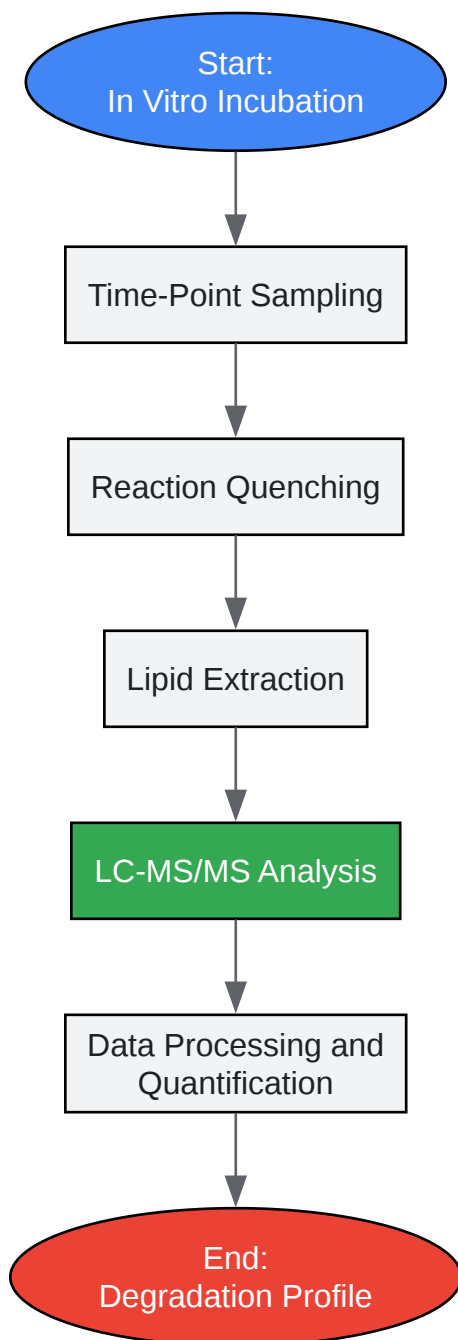 Start:
In Vitro Incubation
Time-Point Sampling
Reaction Quenching
Lipid Extraction
LC-MS/MS Analysis
Data Processing and
Quantification
End:
Degradation Profile